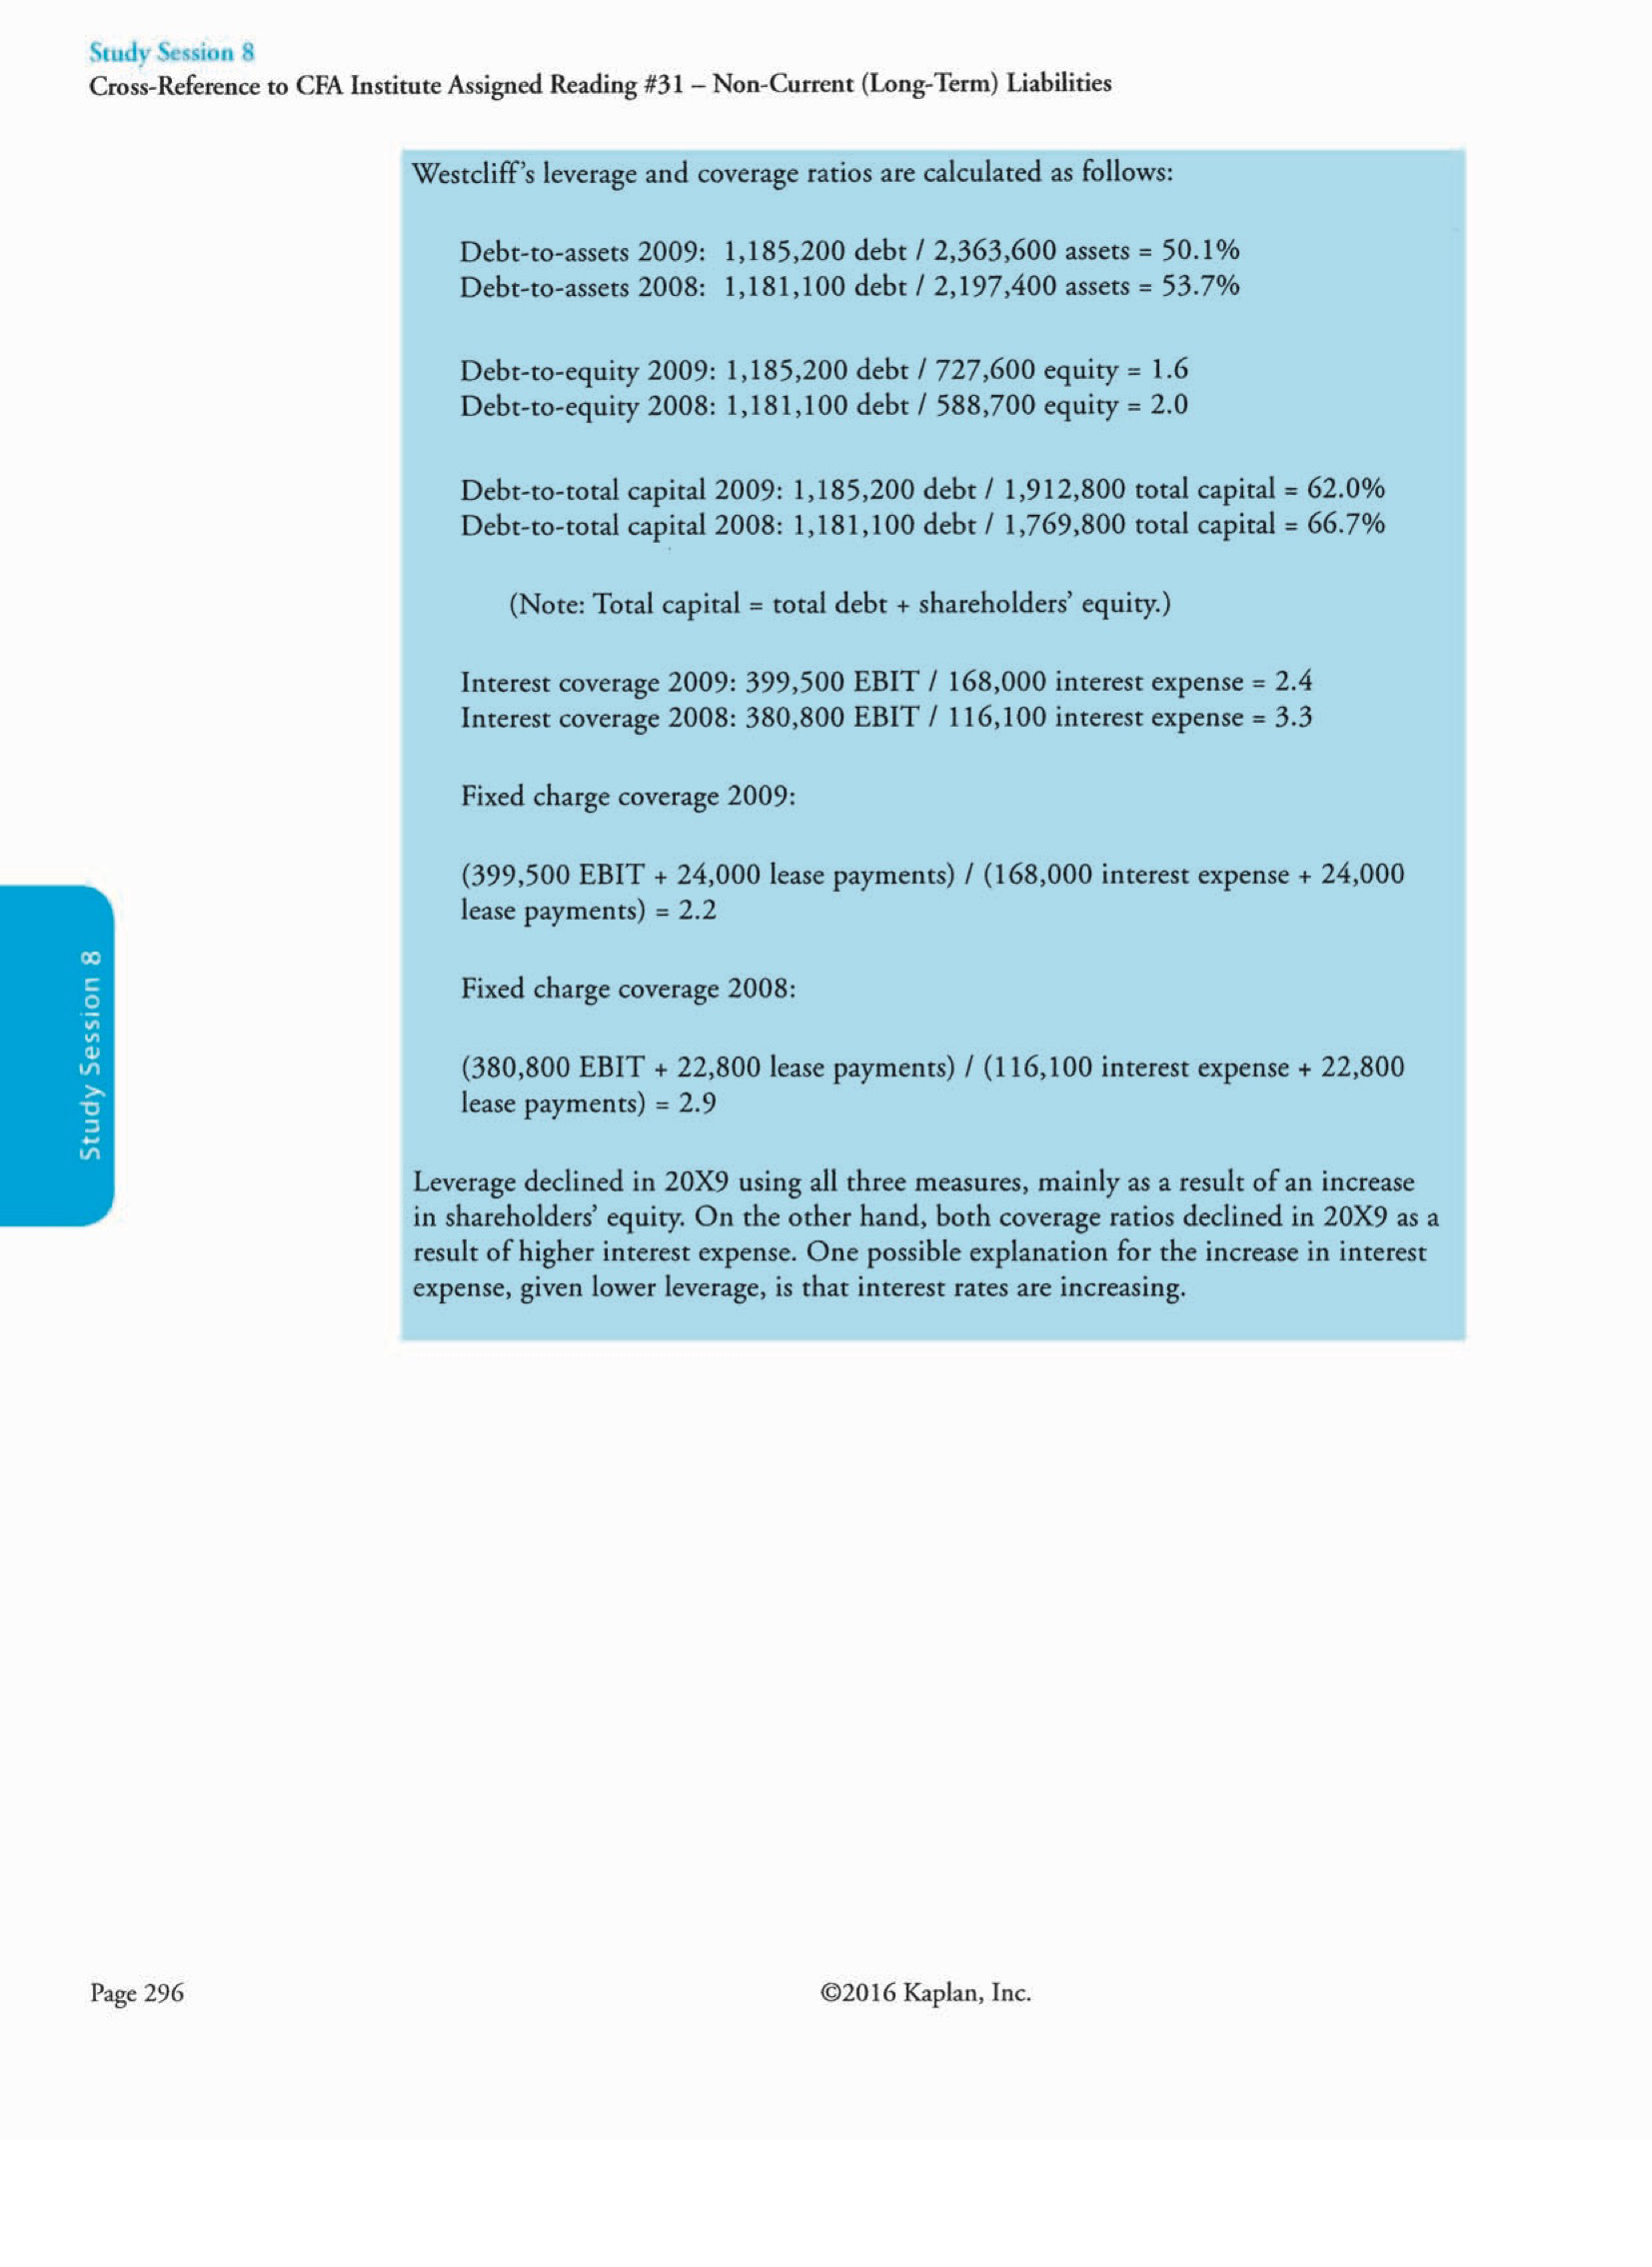 Study Session 8
Cross-Reference to CFA Institute Assigned Reading #31 – Non-Current (Long-Term) Liabilities
Westcliff’s leverage and coverage ratios are calculated as follows:
Debt-to-assets 2009: 1,185,200 debt / 2,363,600 assets = 50.1%
Debt-to-assets 2008: 1,181,100 debt / 2,197,400 assets = 53.7%
Debt-to-equity 2009: 1,185,200 debt / 727,600 equity = 1.6
Debt-to-equity 2008: 1,181,100 debt / 588,700 equity = 2.0
Debt-to-total capital 2009: 1,185,200 debt / 1,912,800 total capital = 62.0%
Debt-to-total capital 2008: 1,181,100 debt / 1,769,800 total capital = 66.7%
(Note: Total capital = total debt + shareholders’ equity.)
Interest coverage 2009: 399,500 EBIT / 168,000 interest expense = 2.4
Interest coverage 2008: 380,800 EBIT / 116,100 interest expense = 3.3
Fixed charge coverage 2009:
(399,500 EBIT + 24,000 lease payments) / (168,000 interest expense + 24,000
lease payments) = 2.2
Fixed charge coverage 2008:
(380,800 EBIT + 22,800 lease payments) / (116,100 interest expense + 22,800
lease payments) = 2.9
Leverage declined in 20X9 using all three measures, mainly as a result of an increase
in shareholders’ equity. On the other hand, both coverage ratios declined in 20X9 as a
result of higher interest expense. One possible explanation for the increase in interest
expense, given lower leverage, is that interest rates are increasing.
Study Session 8
Page 296
©2016 Kaplan, Inc.